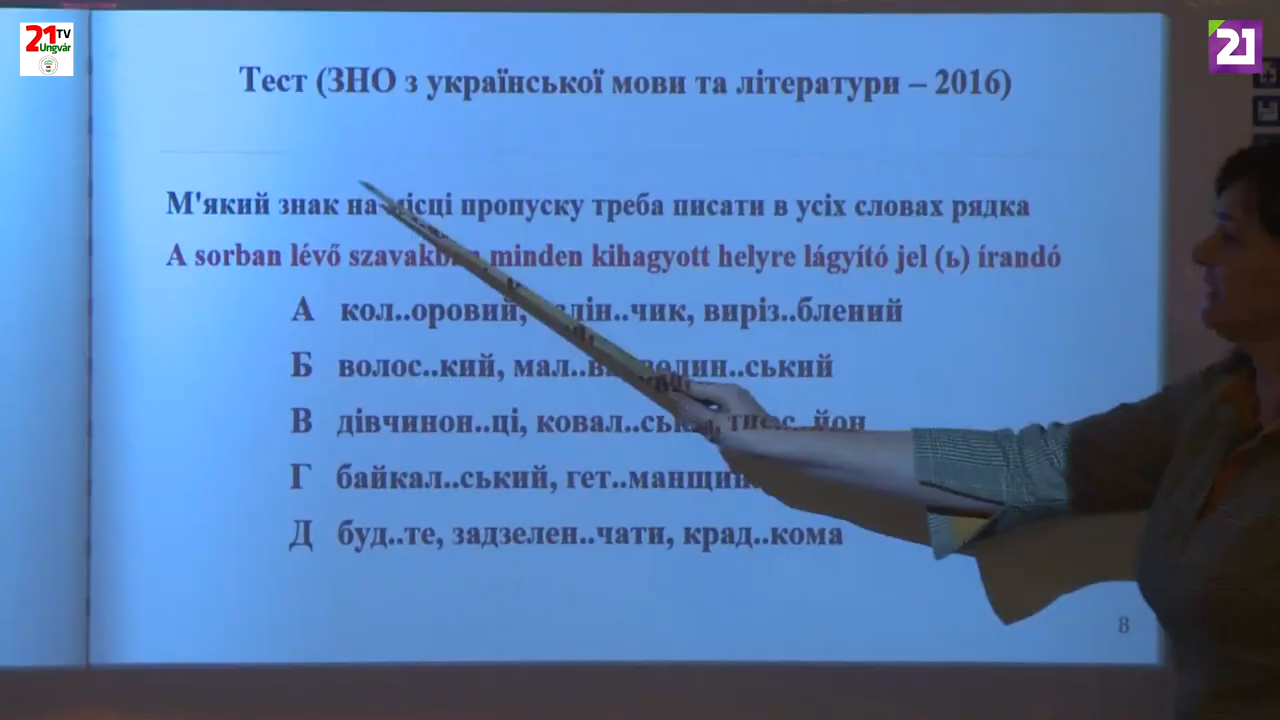 21 TV
Ungvár
21
Тест (ЗНО з української мови та літератури – 2016)
М'який знак на місці пропуску треба писати в усіх словах рядка
A sorban lévő szavakban minden kihagyott helyre lágyító jel (ь) írandó
А кол..оровий, ..чик, виріз..блений
Б волос..кий, мал.. ..ський
В дівчинон..ці, ковал.. ..йон
Г байкал..ський, гет..манщин
Д буд..те, задзелен..чати, крад..кома
8